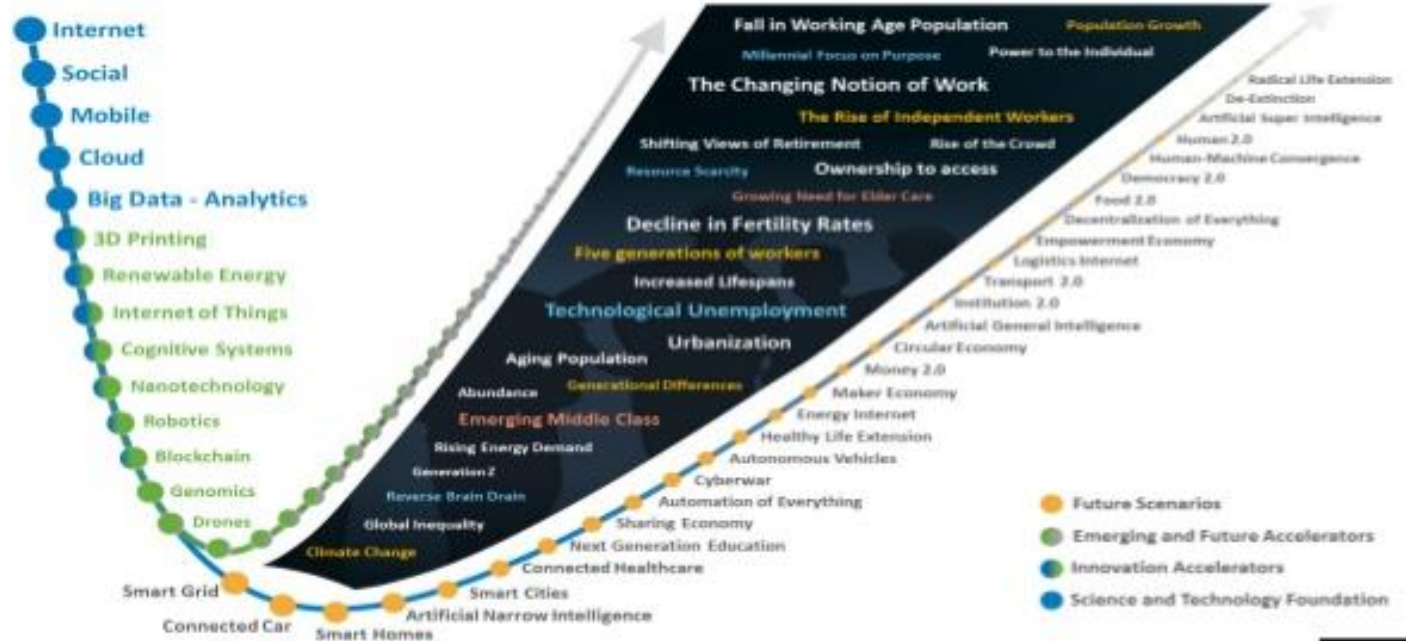 Internet
Social
Mobile
Cloud
Big Data - Analytics
3D Printing
Renewable Energy
Internet of Things
Cognitive Systems
Nanotechnology
Robotics
Blockchain
Genomics
Drones
Smart Grid
Connected Car
Smart Homes
Artificial Narrow Intelligence
Smart Cities
Connected Healthcare
Next Generation Education
Sharing Economy
Automation of Everything
Cyberwar
Autonomous Vehicles
Healthy Life Extension
Energy Internet
Maker Economy
Money 2.0
Circular Economy
Artificial General Intelligence
Institution 2.0
Transport 2.0
Logistics Internet
Empowerment Economy
Decentralization of Everything
Food 2.0
Democracy 2.0
Human-Machine Convergence
Human 2.0
Artificial Super Intelligence
De-Extinction
Radical Life Extension
Fall in Working Age Population
Population Growth
Millennial Focus on Purpose
Power to the Individual
The Changing Notion of Work
The Rise of Independent Workers
Shifting Views of Retirement
Rise of the Crowd
Resource Scarcity
Ownership to access
Growing Need for Elder Care
Decline in Fertility Rates
Five generations of workers
Increased Lifespans
Technological Unemployment
Urbanization
Aging Population
Abundance
Generational Differences
Emerging Middle Class
Rising Energy Demand
Generation Z
Reverse Brain Drain
Global Inequality
Climate Change
Future Scenarios
Emerging and Future Accelerators
Innovation Accelerators
Science and Technology Foundation